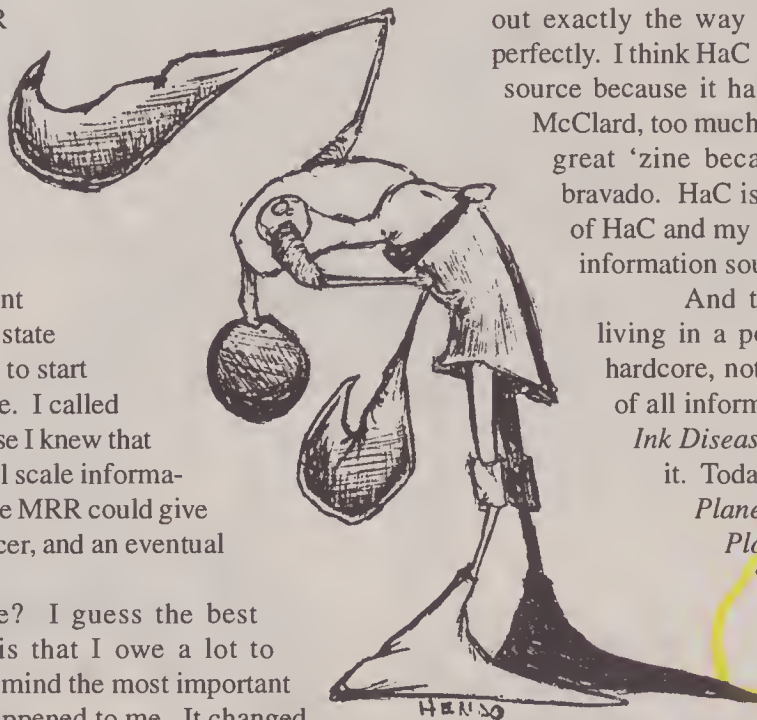 R
nt
state
to start
e. I called
se I knew that
l scale informa-
e MRR could give
cer, and an eventual
e? I guess the best
is that I owe a lot to
mind the most important
ppened to me. It changed
out exactly the way
perfectly. I think HaC
source because it ha
McClard, too much
great ‘zine beca
bravado. HaC is
of HaC and my
information sou
And t
living in a po
hardcore, not
of all inform
Ink Diseas
it. Toda
Plane
Pla